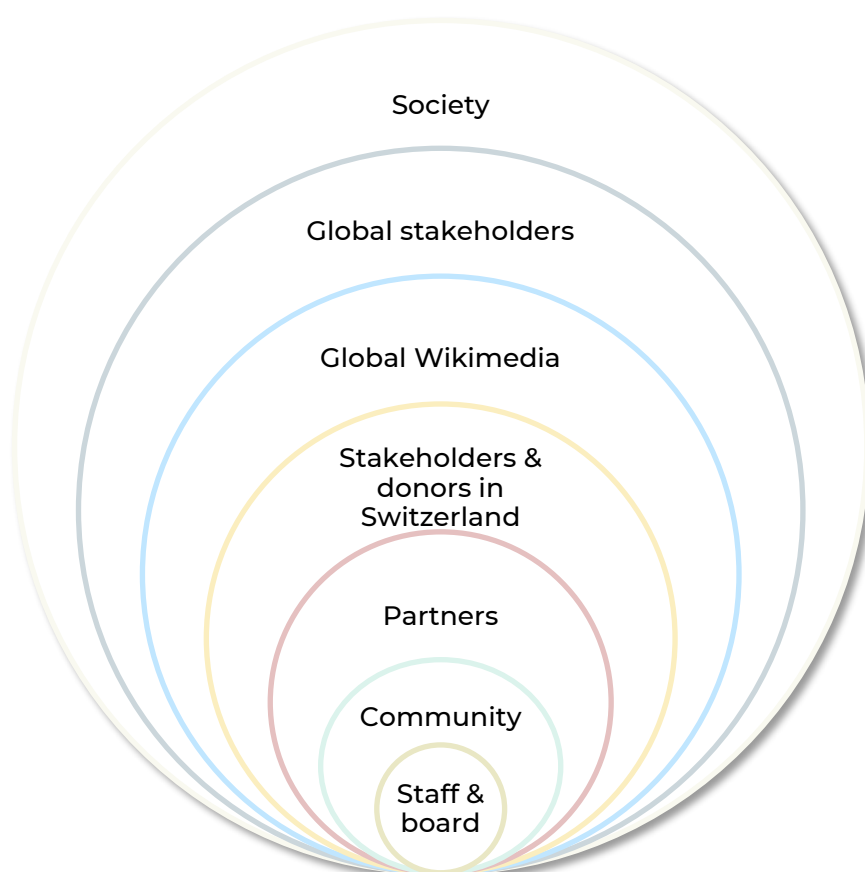 Society
Global stakeholders
Global Wikimedia
Stakeholders &
donors in
Switzerland
Partners
Community
Staff &
board